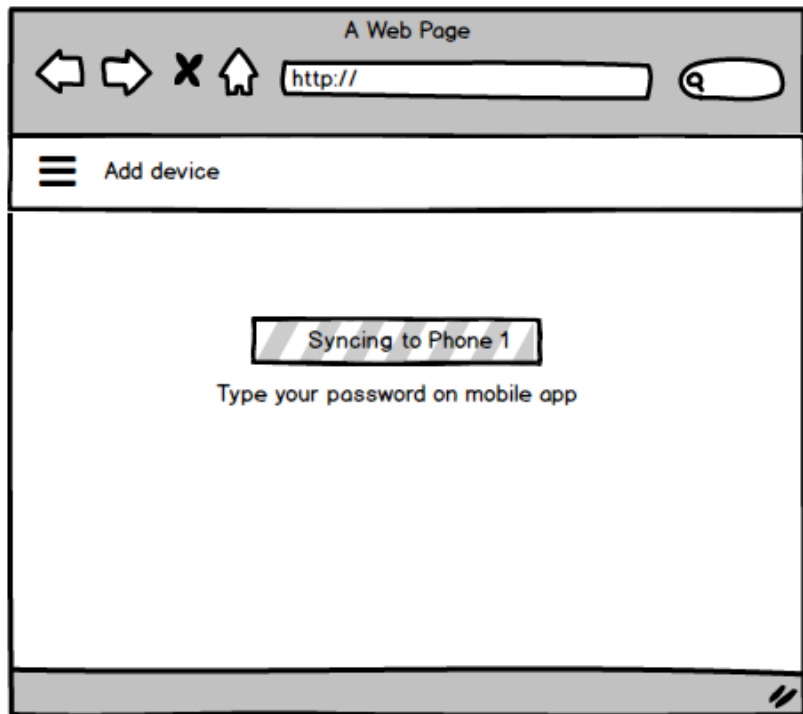 A Web Page
http://
Add device
Syncing to Phone 1
Type your password on mobile app